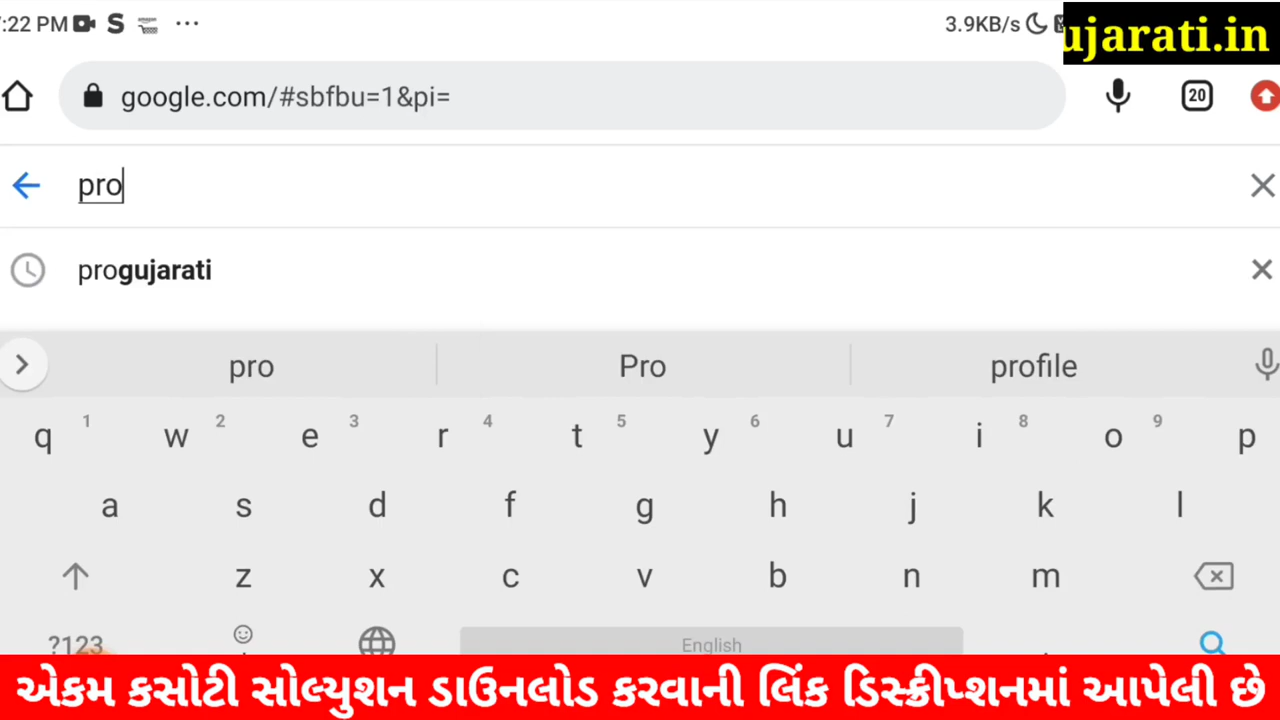 :22 PM S ...
3.9KB/s
ujarati.in
google.com/#sbfbu=1&pi=
20
pro
progujarati
pro Pro profile
1 2 3 4 5 6 7 8 9
q w e r t y u i o p
a s d f g h j k l
z x c v b n m
?123 English
એકમ કસોટી સોલ્યુશન ડાઉનલોડ કરવાની લિંક ડિસ્ક્રીપ્શનમાં આપેલી છે